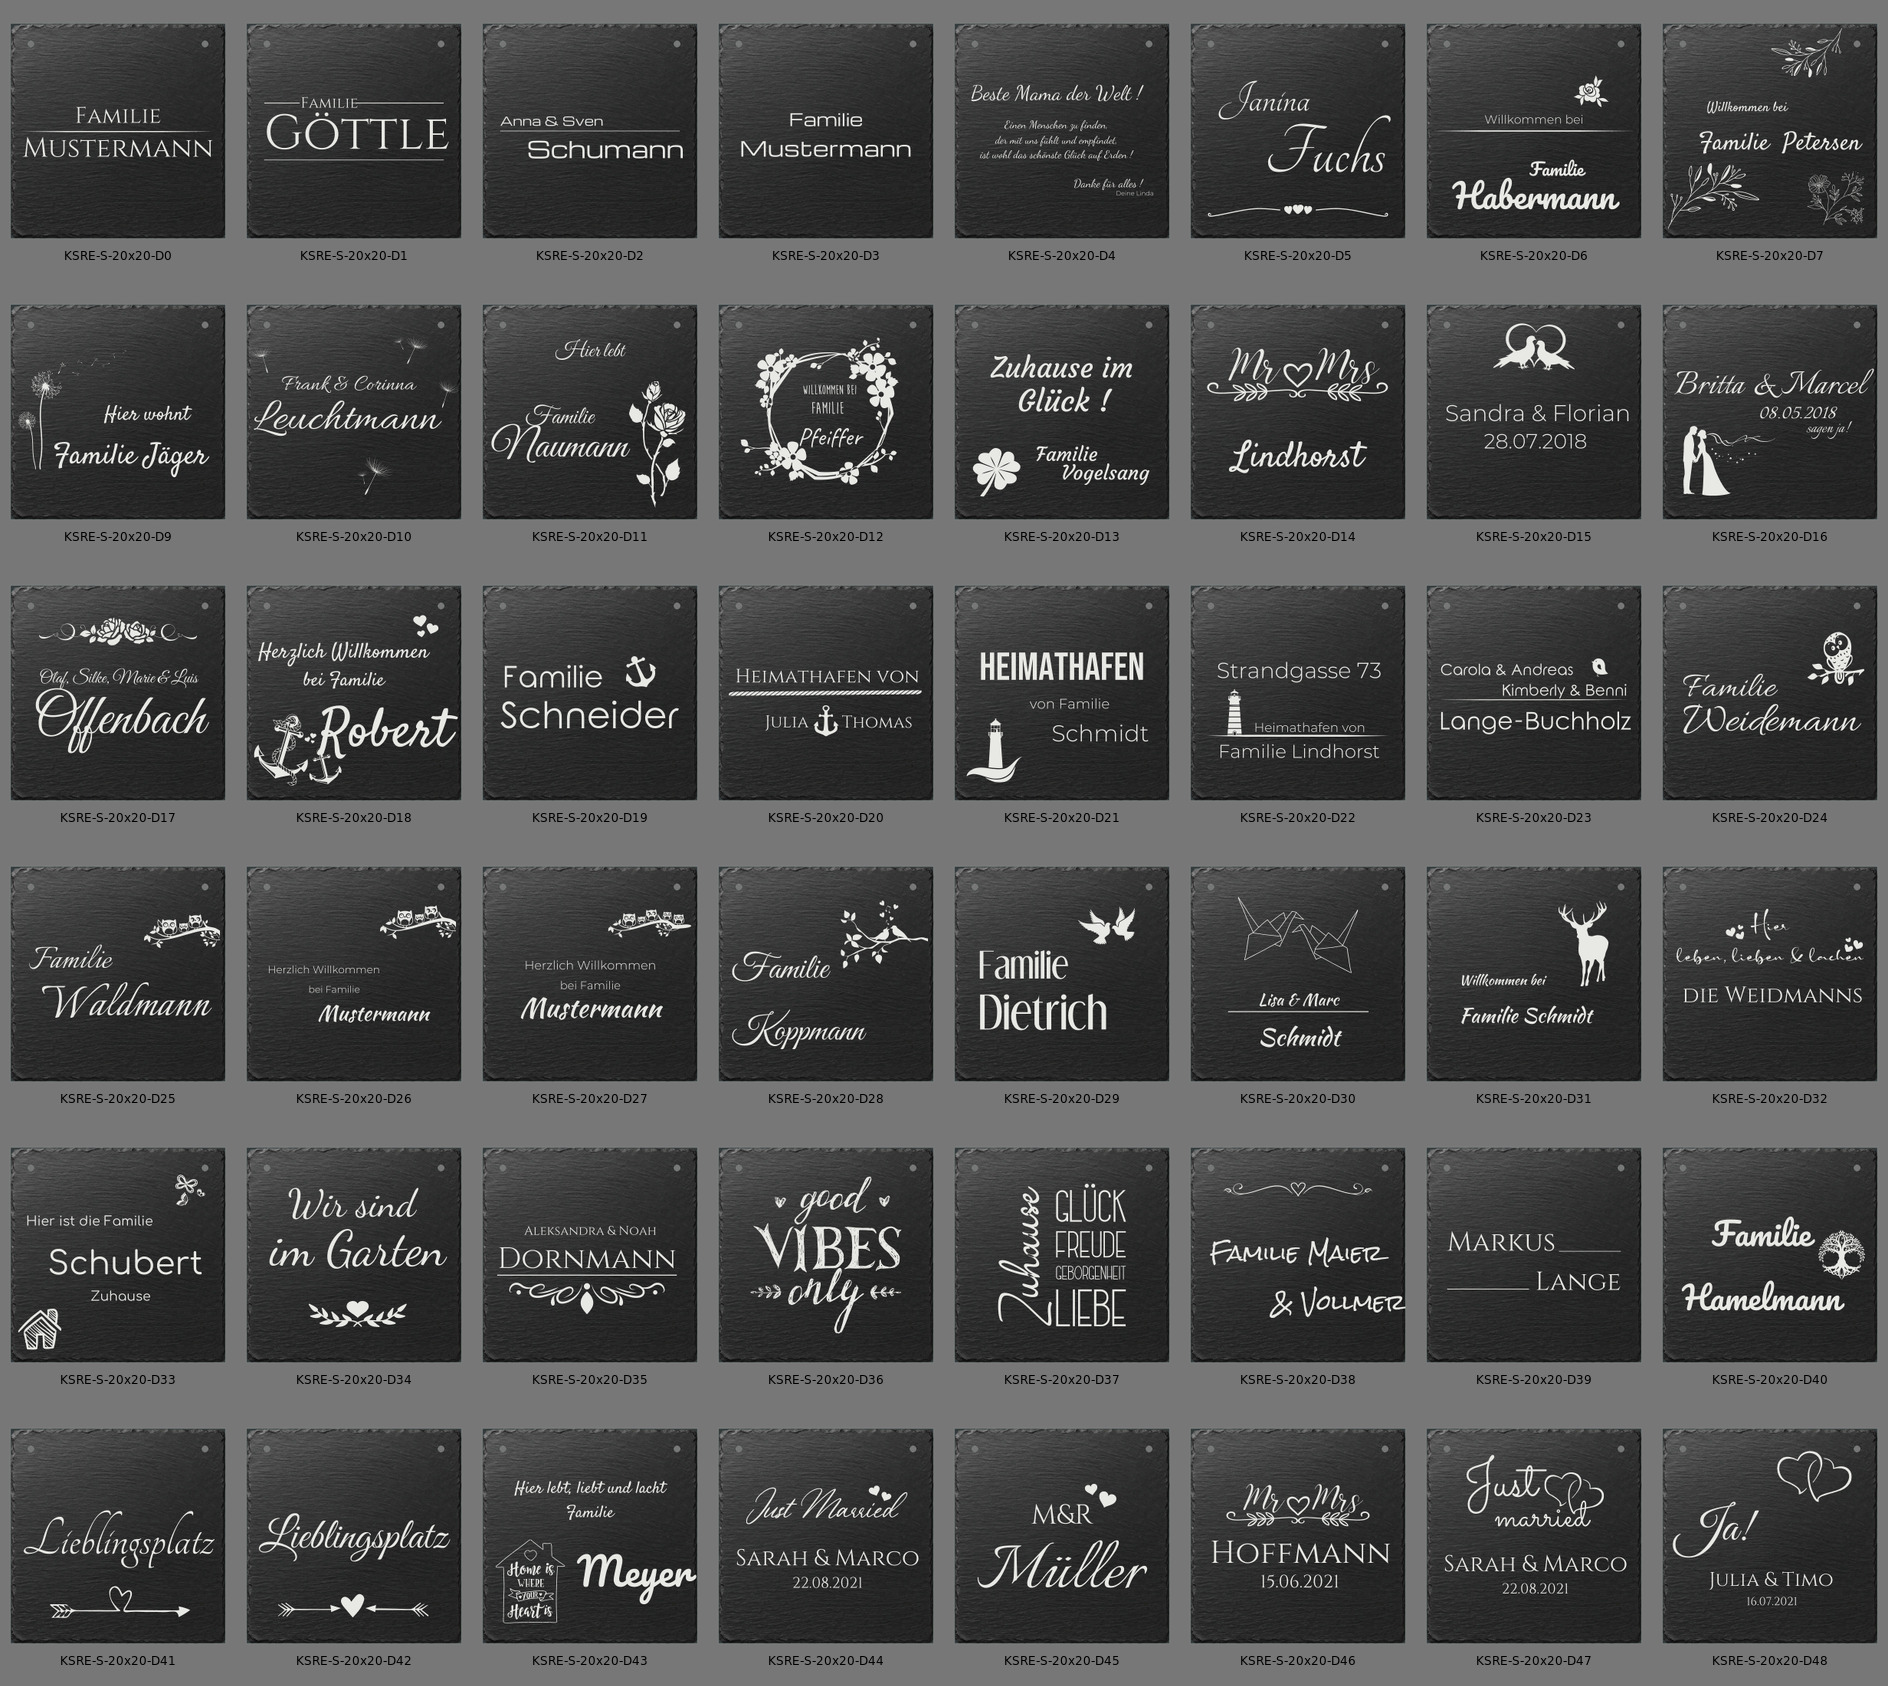 FAMILIE
MUSTERMANN
KSRE-S-20x20-D0
FAMILIE
GÖTTLE
KSRE-S-20x20-D1
Anna & Sven
Schumann
KSRE-S-20x20-D2
Familie
Mustermann
KSRE-S-20x20-D3
Beste Mama der Welt !
Einen Menschen zu finden,
der mit uns fühlt und empfindet,
ist wohl das schönste Glück auf Erden !
Danke für alles !
Deine Linda
KSRE-S-20x20-D4
Janina
Fuchs
KSRE-S-20x20-D5
Willkommen bei
Familie
Habermann
KSRE-S-20x20-D6
Willkommen bei
Familie Petersen
KSRE-S-20x20-D7
Hier wohnt
Familie Jäger
KSRE-S-20x20-D9
Frank & Corinna
Leuchtmann
KSRE-S-20x20-D10
Hier lebt
Familie
Naumann
KSRE-S-20x20-D11
WILLKOMMEN BEI
FAMILIE
Pfeiffer
KSRE-S-20x20-D12
Zuhause im
Glück !
Familie
Vogelsang
KSRE-S-20x20-D13
Mr Mrs
Lindhorst
KSRE-S-20x20-D14
Sandra & Florian
28.07.2018
KSRE-S-20x20-D15
Britta & Marcel
08.05.2018
sagen ja!
KSRE-S-20x20-D16
Olaf, Silke, Marie & Luis
Offenbach
KSRE-S-20x20-D17
Herzlich Willkommen
bei Familie
Robert
KSRE-S-20x20-D18
Familie
Schneider
KSRE-S-20x20-D19
HEIMATHAFEN VON
JULIA THOMAS
KSRE-S-20x20-D20
HEIMATHAFEN
von Familie
Schmidt
KSRE-S-20x20-D21
Strandgasse 73
Heimathafen von
Familie Lindhorst
KSRE-S-20x20-D22
Carola & Andreas
Kimberly & Benni
Lange-Buchholz
KSRE-S-20x20-D23
Familie
Weidemann
KSRE-S-20x20-D24
Familie
Waldmann
KSRE-S-20x20-D25
Herzlich Willkommen
bei Familie
Mustermann
KSRE-S-20x20-D26
Herzlich Willkommen
bei Familie
Mustermann
KSRE-S-20x20-D27
Familie
Koppmann
KSRE-S-20x20-D28
Familie
Dietrich
KSRE-S-20x20-D29
Lisa & Marc
Schmidt
KSRE-S-20x20-D30
Willkommen bei
Familie Schmidt
KSRE-S-20x20-D31
Hier
leben, lieben & lachen
DIE WEIDMANNS
KSRE-S-20x20-D32
Hier ist die Familie
Schubert
Zuhause
KSRE-S-20x20-D33
Wir sind
im Garten
KSRE-S-20x20-D34
ALEKSANDRA & NOAH
DORNMANN
KSRE-S-20x20-D35
good
VIBES
only
KSRE-S-20x20-D36
Zuhause
GLÜCK
FREUDE
GEBORGENHEIT
LIEBE
KSRE-S-20x20-D37
FAMILIE MAIER
& VOLLMER
KSRE-S-20x20-D38
MARKUS
LANGE
KSRE-S-20x20-D39
Familie
Hamelmann
KSRE-S-20x20-D40
Lieblingsplatz
KSRE-S-20x20-D41
Lieblingsplatz
KSRE-S-20x20-D42
Hier lebt, liebt und lacht
Familie
Home is
WHERE
YOUR
Heart is
Meyer
KSRE-S-20x20-D43
Just Married
SARAH & MARCO
22.08.2021
KSRE-S-20x20-D44
M&R
Müller
KSRE-S-20x20-D45
Mr Mrs
HOFFMANN
15.06.2021
KSRE-S-20x20-D46
Just
married
SARAH & MARCO
22.08.2021
KSRE-S-20x20-D47
Ja!
JULIA & TIMO
16.07.2021
KSRE-S-20x20-D48